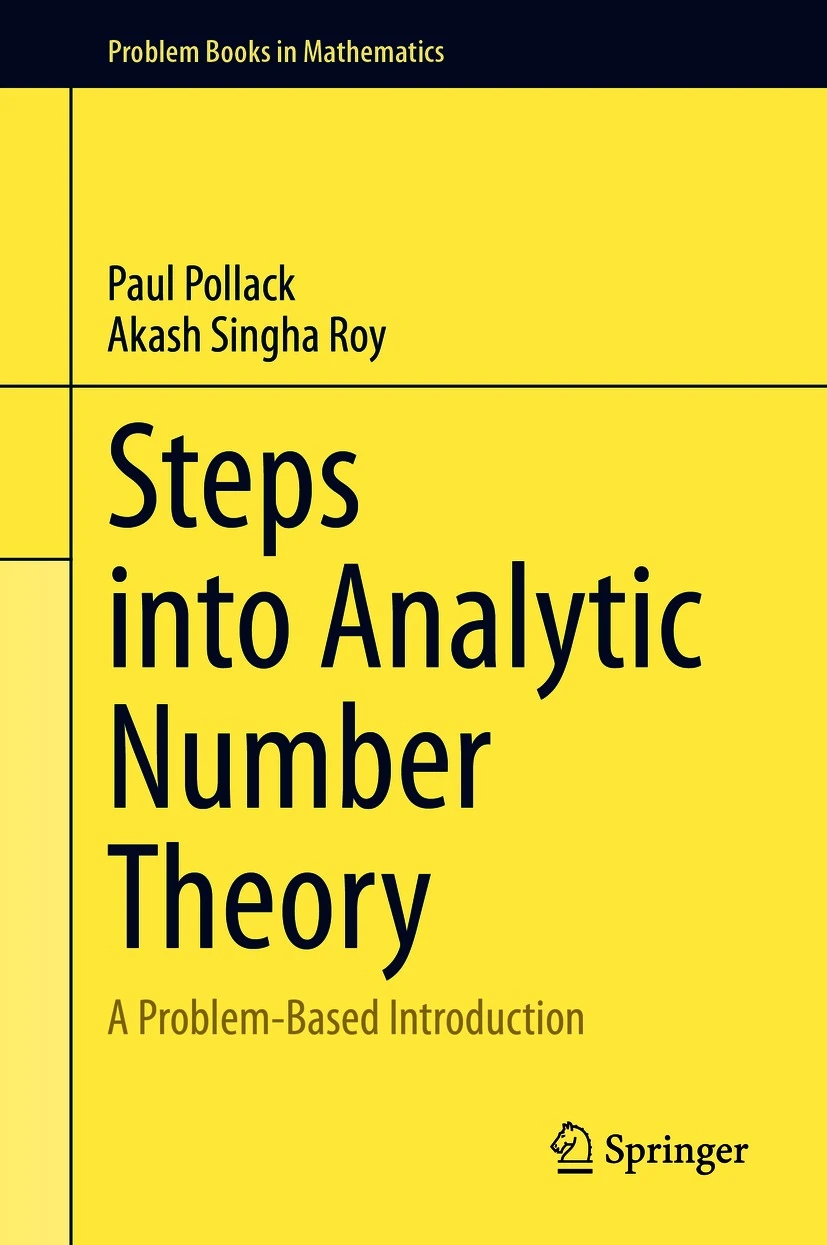 Problem Books in Mathematics
Paul Pollack
Akash Singha Roy
Steps
into Analytic
Number
Theory
A Problem-Based Introduction
Springer